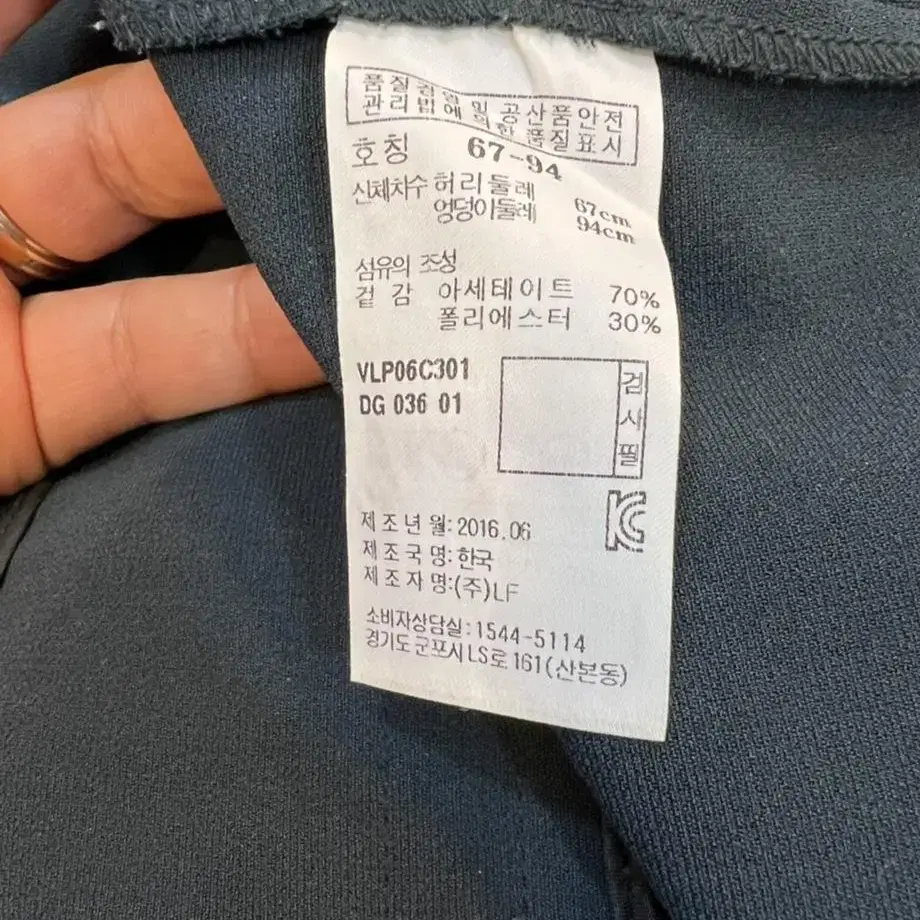 품질경영 및 공산품안전
관리법에 의한 품질표시
호칭 67-94
신체치수 허리둘레 67cm
엉덩이둘레 94cm
섬유의 조성
겉감 아세테이트 70%
폴리에스터 30%
VLP06C301
DG 036 01
검사필
KC
제조년월:2016.06
제조국명:한국
제조자명:(주)LF
소비자상담실:1544-5114
경기도 군포시 LS로 161(산본동)